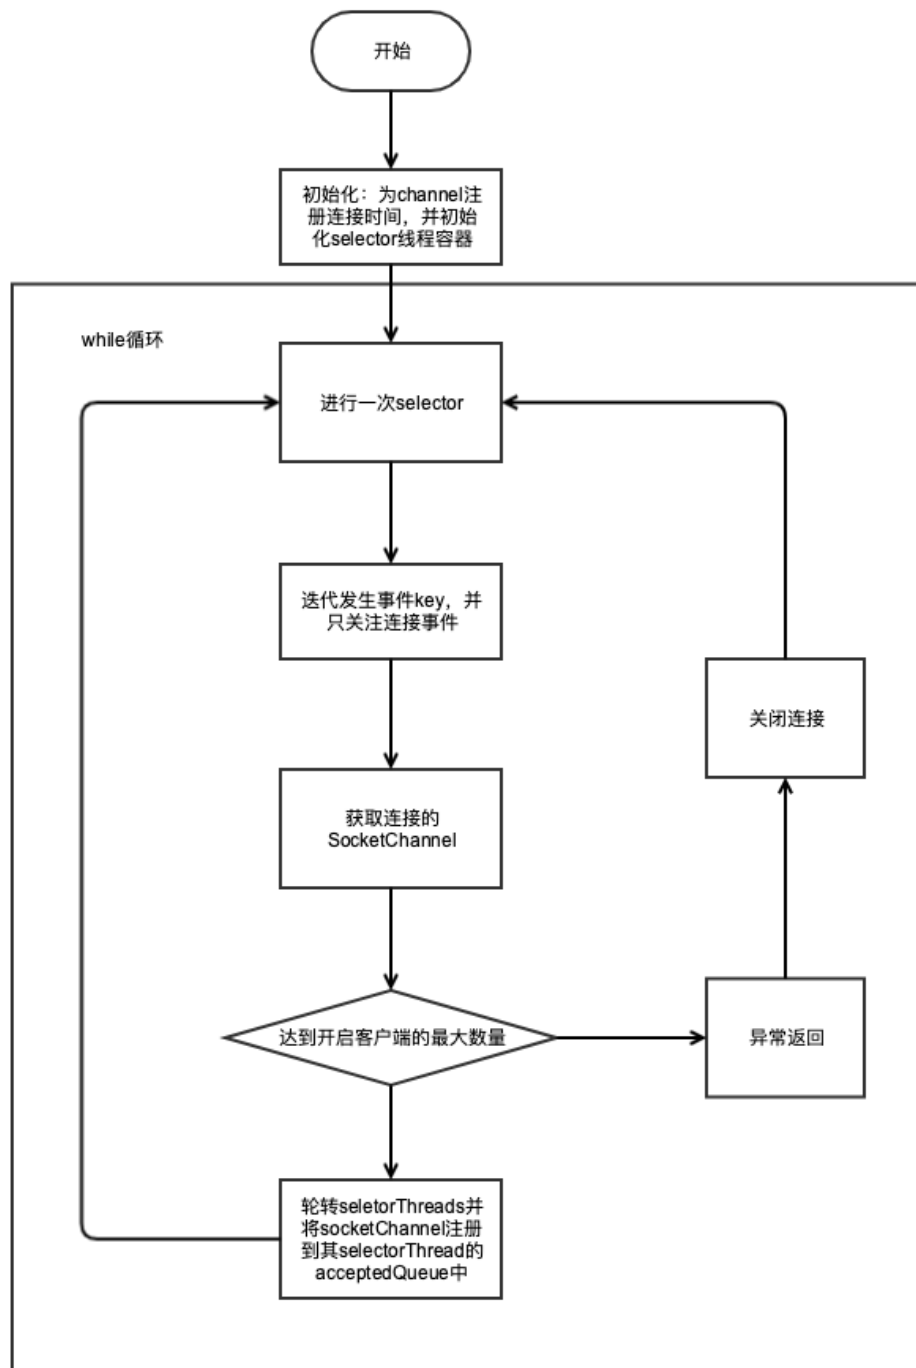 开始
初始化：为channel注
册连接时间，并初始
化selector线程容器
while循环
进行一次selector
迭代发生事件key，并
只关注连接事件
关闭连接
获取连接的
SocketChannel
达到开启客户端的最大数量
异常返回
轮转seletorThreads并
将socketChannel注册
到其selectorThread的
acceptedQueue中